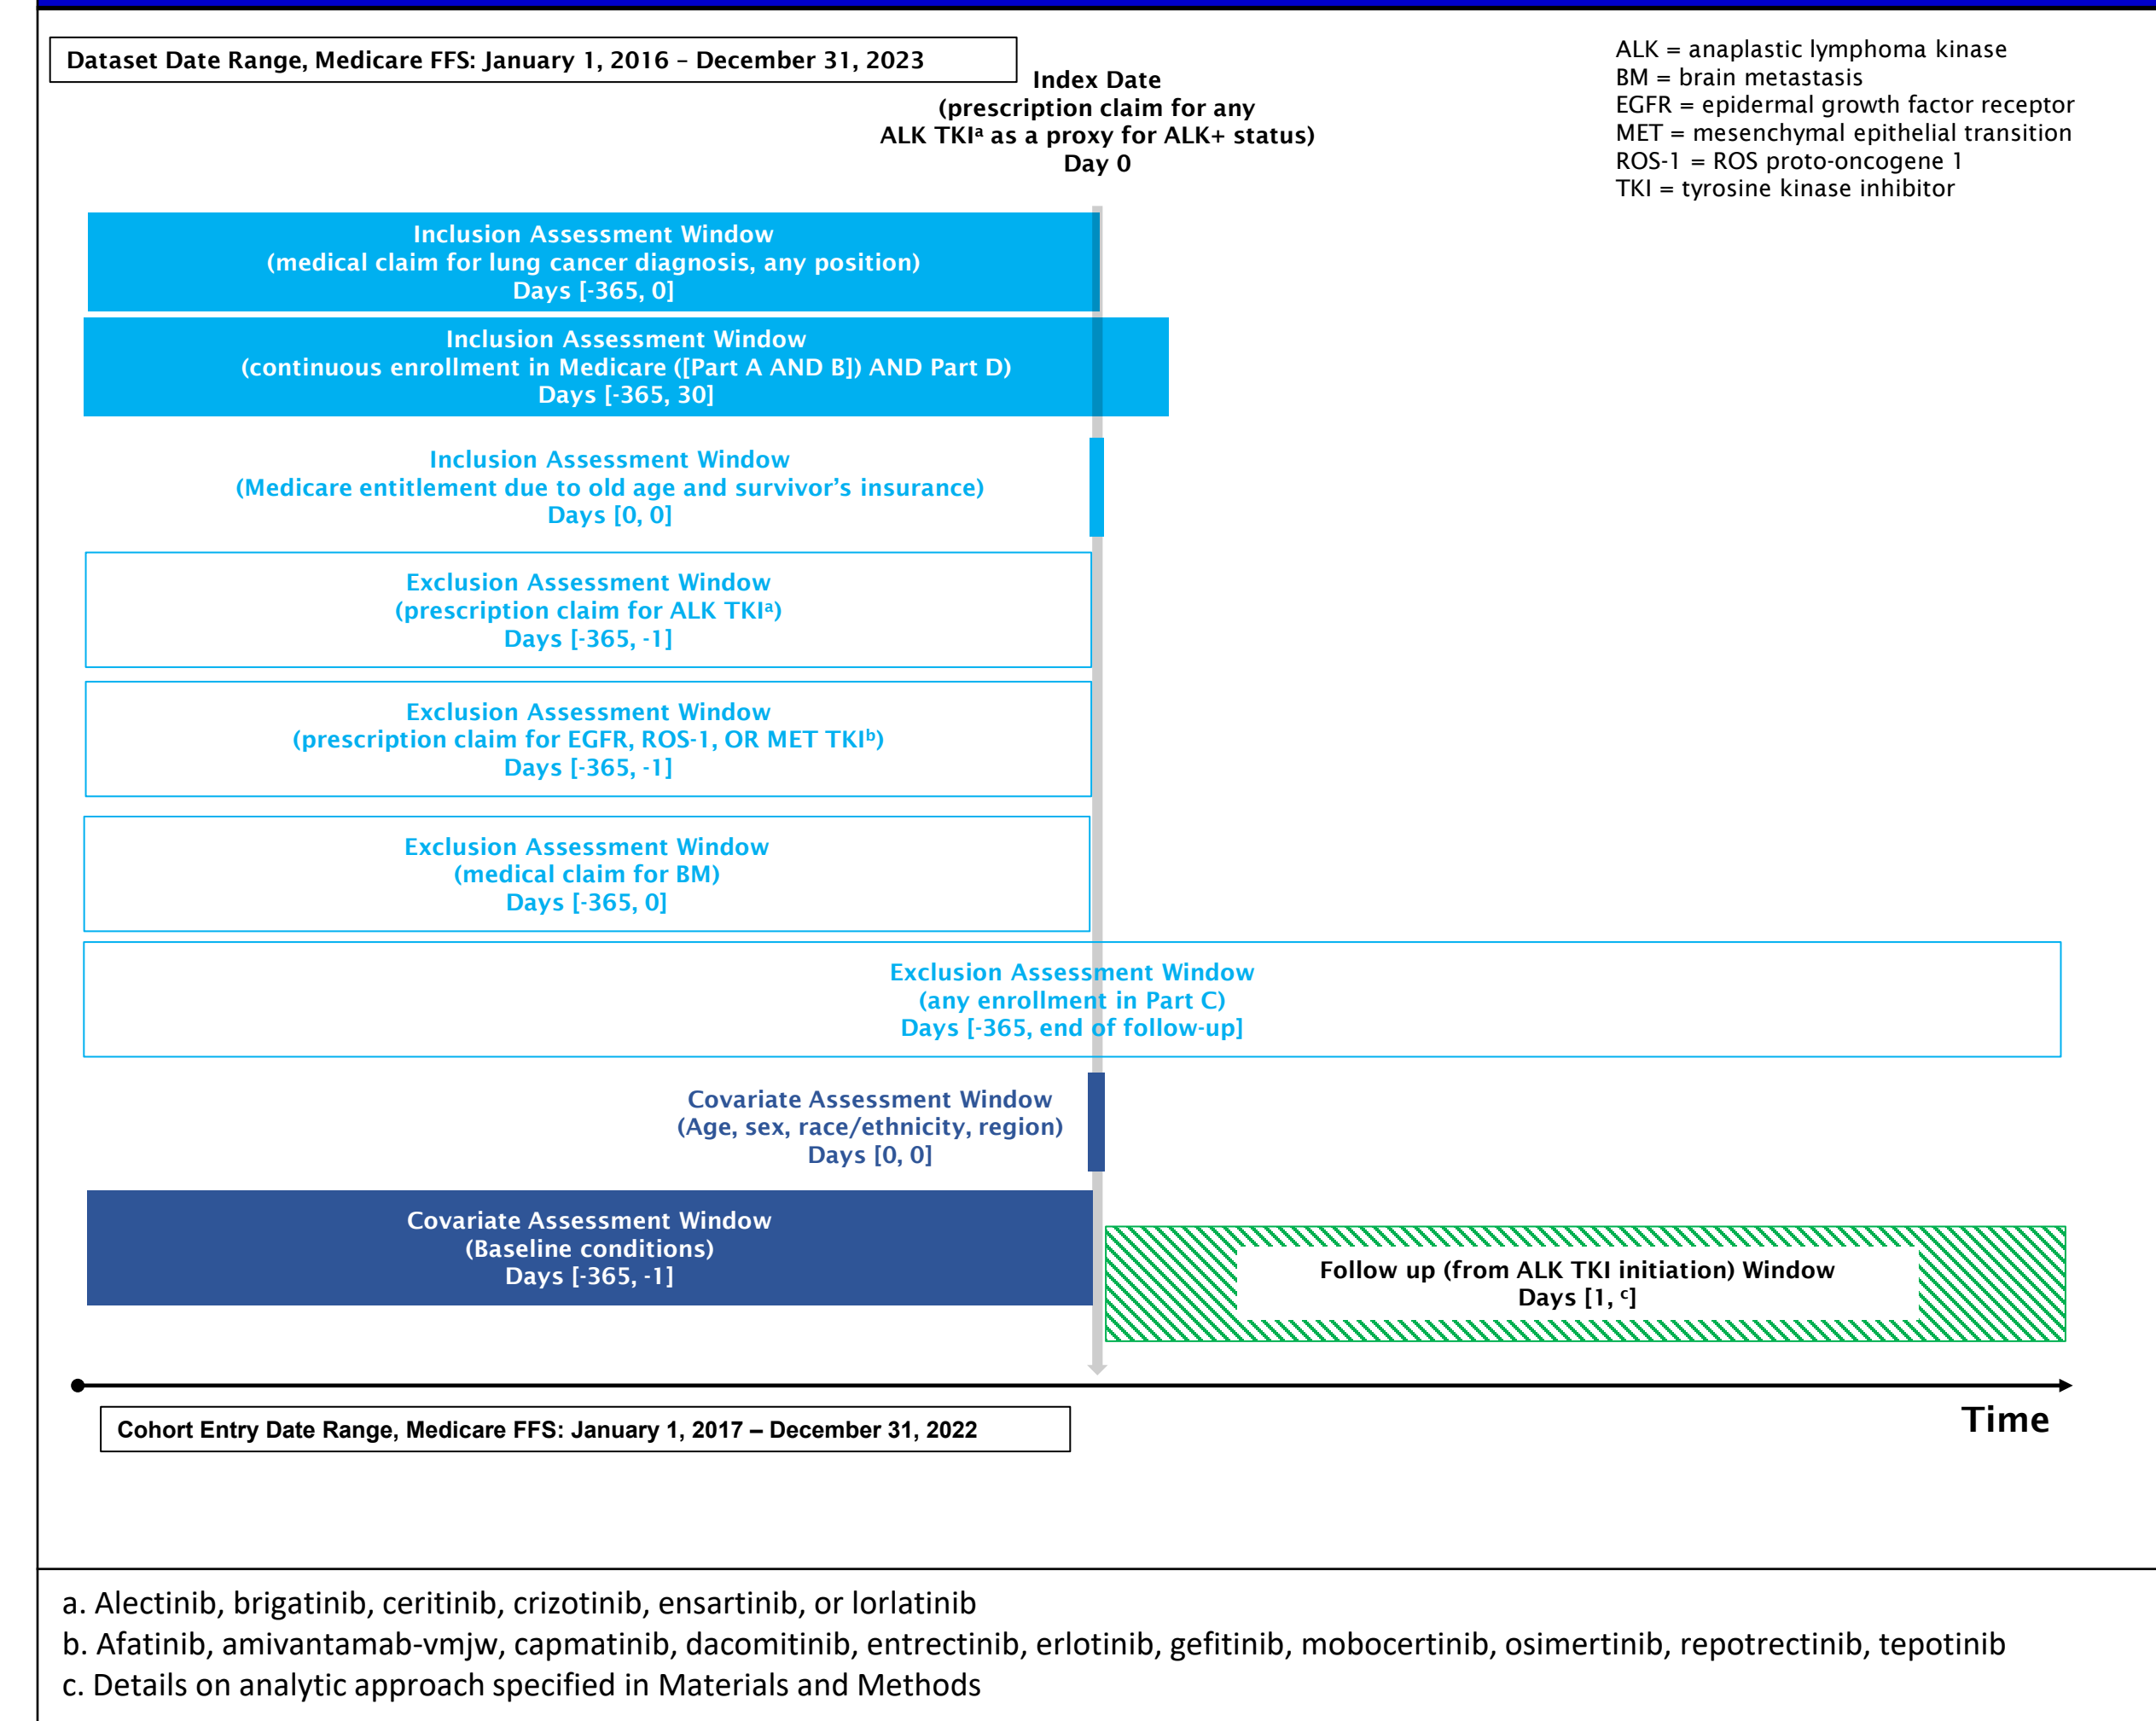 Dataset Date Range, Medicare FFS: January 1, 2016 – December 31, 2023
Index Date
(prescription claim for any
ALK TKIᵃ as a proxy for ALK+ status)
Day 0
ALK = anaplastic lymphoma kinase
BM = brain metastasis
EGFR = epidermal growth factor receptor
MET = mesenchymal epithelial transition
ROS-1 = ROS proto-oncogene 1
TKI = tyrosine kinase inhibitor
Inclusion Assessment Window
(medical claim for lung cancer diagnosis, any position)
Days [-365, 0]
Inclusion Assessment Window
(continuous enrollment in Medicare ([Part A AND B]) AND Part D)
Days [-365, 30]
Inclusion Assessment Window
(Medicare entitlement due to old age and survivor’s insurance)
Days [0, 0]
Exclusion Assessment Window
(prescription claim for ALK TKIᵃ)
Days [-365, -1]
Exclusion Assessment Window
(prescription claim for EGFR, ROS-1, OR MET TKIᵇ)
Days [-365, -1]
Exclusion Assessment Window
(medical claim for BM)
Days [-365, 0]
Exclusion Assessment Window
(any enrollment in Part C)
Days [-365, end of follow-up]
Covariate Assessment Window
(Age, sex, race/ethnicity, region)
Days [0, 0]
Covariate Assessment Window
(Baseline conditions)
Days [-365, -1]
Follow up (from ALK TKI initiation) Window
Days [1, ᶜ]
Time
Cohort Entry Date Range, Medicare FFS: January 1, 2017 – December 31, 2022
a. Alectinib, brigatinib, ceritinib, crizotinib, ensartinib, or lorlatinib
b. Afatinib, amivantamab-vmjw, capmatinib, dacomitinib, entrectinib, erlotinib, gefitinib, mobocertinib, osimertinib, repotrectinib, tepotinib
c. Details on analytic approach specified in Materials and Methods